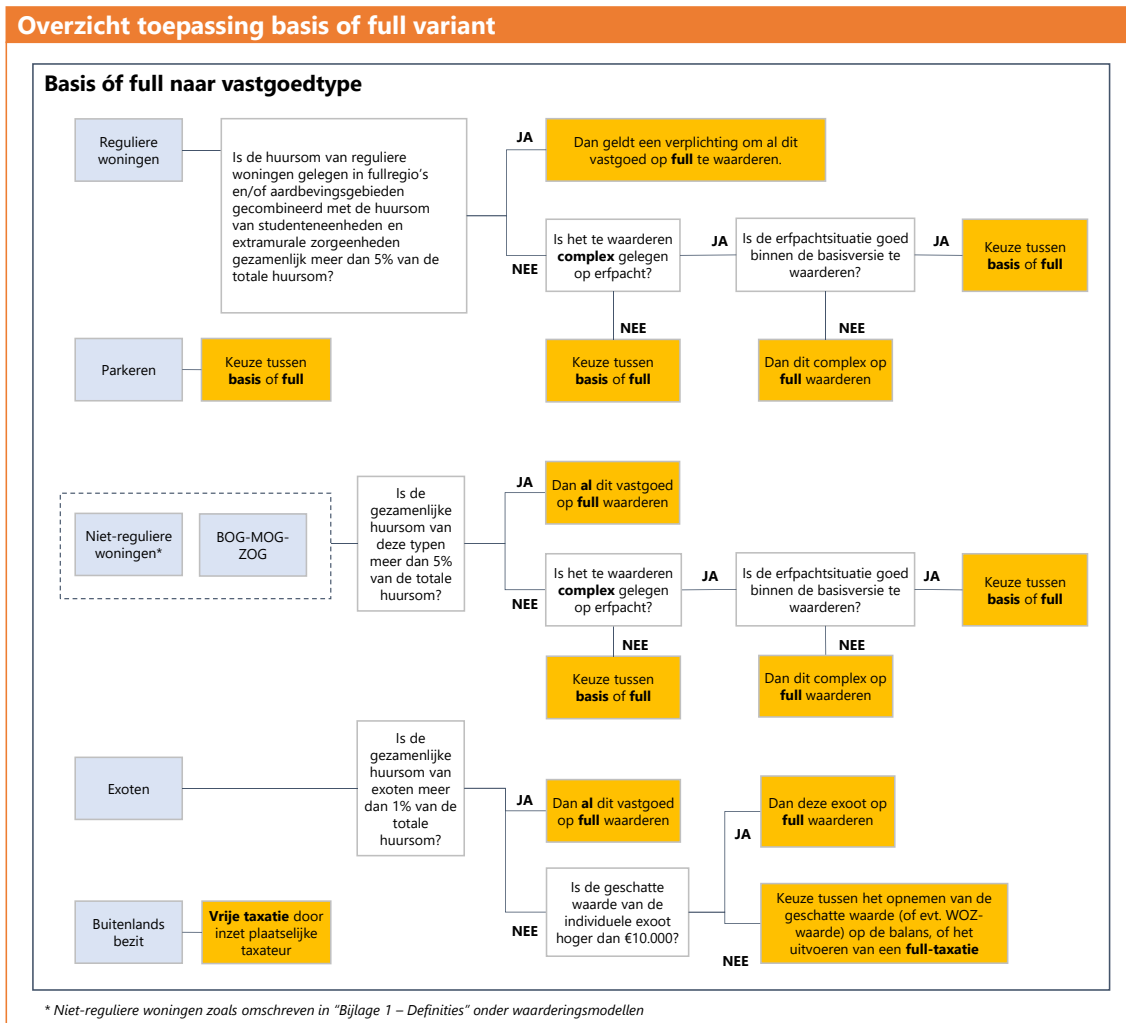 Overzicht toepassing basis of full variant
Basis óf full naar vastgoedtype
Reguliere
woningen
Is de huursom van reguliere
woningen gelegen in fullregio's
en/of aardbevingsgebieden
gecombineerd met de huursom
van studenteneenheden en
extramurale zorgeenheden
gezamenlijk meer dan 5% van de
totale huursom?
JA
Dan geldt een verplichting om al dit
vastgoed op full te waarderen.
NEE
Is het te waarderen
complex gelegen
op erfpacht?
JA
Is de erfpachtsituatie goed
binnen de basisversie te
waarderen?
JA
Keuze tussen
basis of full
NEE
Keuze tussen
basis of full
NEE
Dan dit complex op
full waarderen
Parkeren
Keuze tussen
basis of full
Niet-reguliere
woningen*
BOG-MOG-
ZOG
Is de
gezamenlijke
huursom van
deze typen
meer dan 5%
van de totale
huursom?
JA
Dan al dit vastgoed
op full waarderen
NEE
Is het te waarderen
complex gelegen
op erfpacht?
JA
Is de erfpachtsituatie goed
binnen de basisversie te
waarderen?
JA
Keuze tussen
basis of full
NEE
Keuze tussen
basis of full
NEE
Dan dit complex op
full waarderen
Exoten
Is de
gezamenlijke
huursom van
exoten meer
dan 1% van de
totale
huursom?
JA
Dan al dit vastgoed
op full waarderen
NEE
Is de geschatte
waarde van de
individuele exoot
hoger dan €10.000?
JA
Dan deze exoot op
full waarderen
NEE
Keuze tussen het opnemen van de
geschatte waarde (of evt. WOZ-
waarde) op de balans, of het
uitvoeren van een full-taxatie
Buitenlands
bezit
Vrije taxatie door
inzet plaatselijke
taxateur
* Niet-reguliere woningen zoals omschreven in "Bijlage 1 – Definities" onder waarderingsmodellen